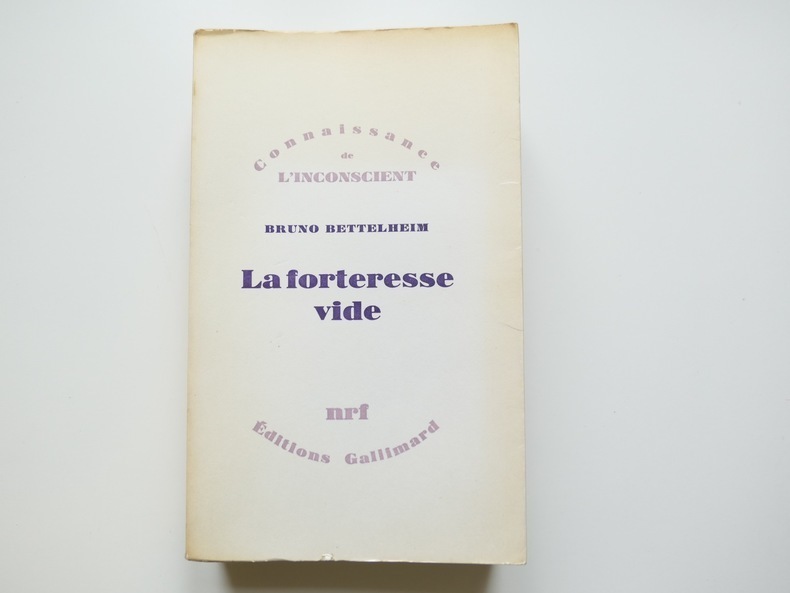 Connaissance
de
L'INCONSCIENT
BRUNO BETTELHEIM
La forteresse
vide
nrf
Éditions Gallimard